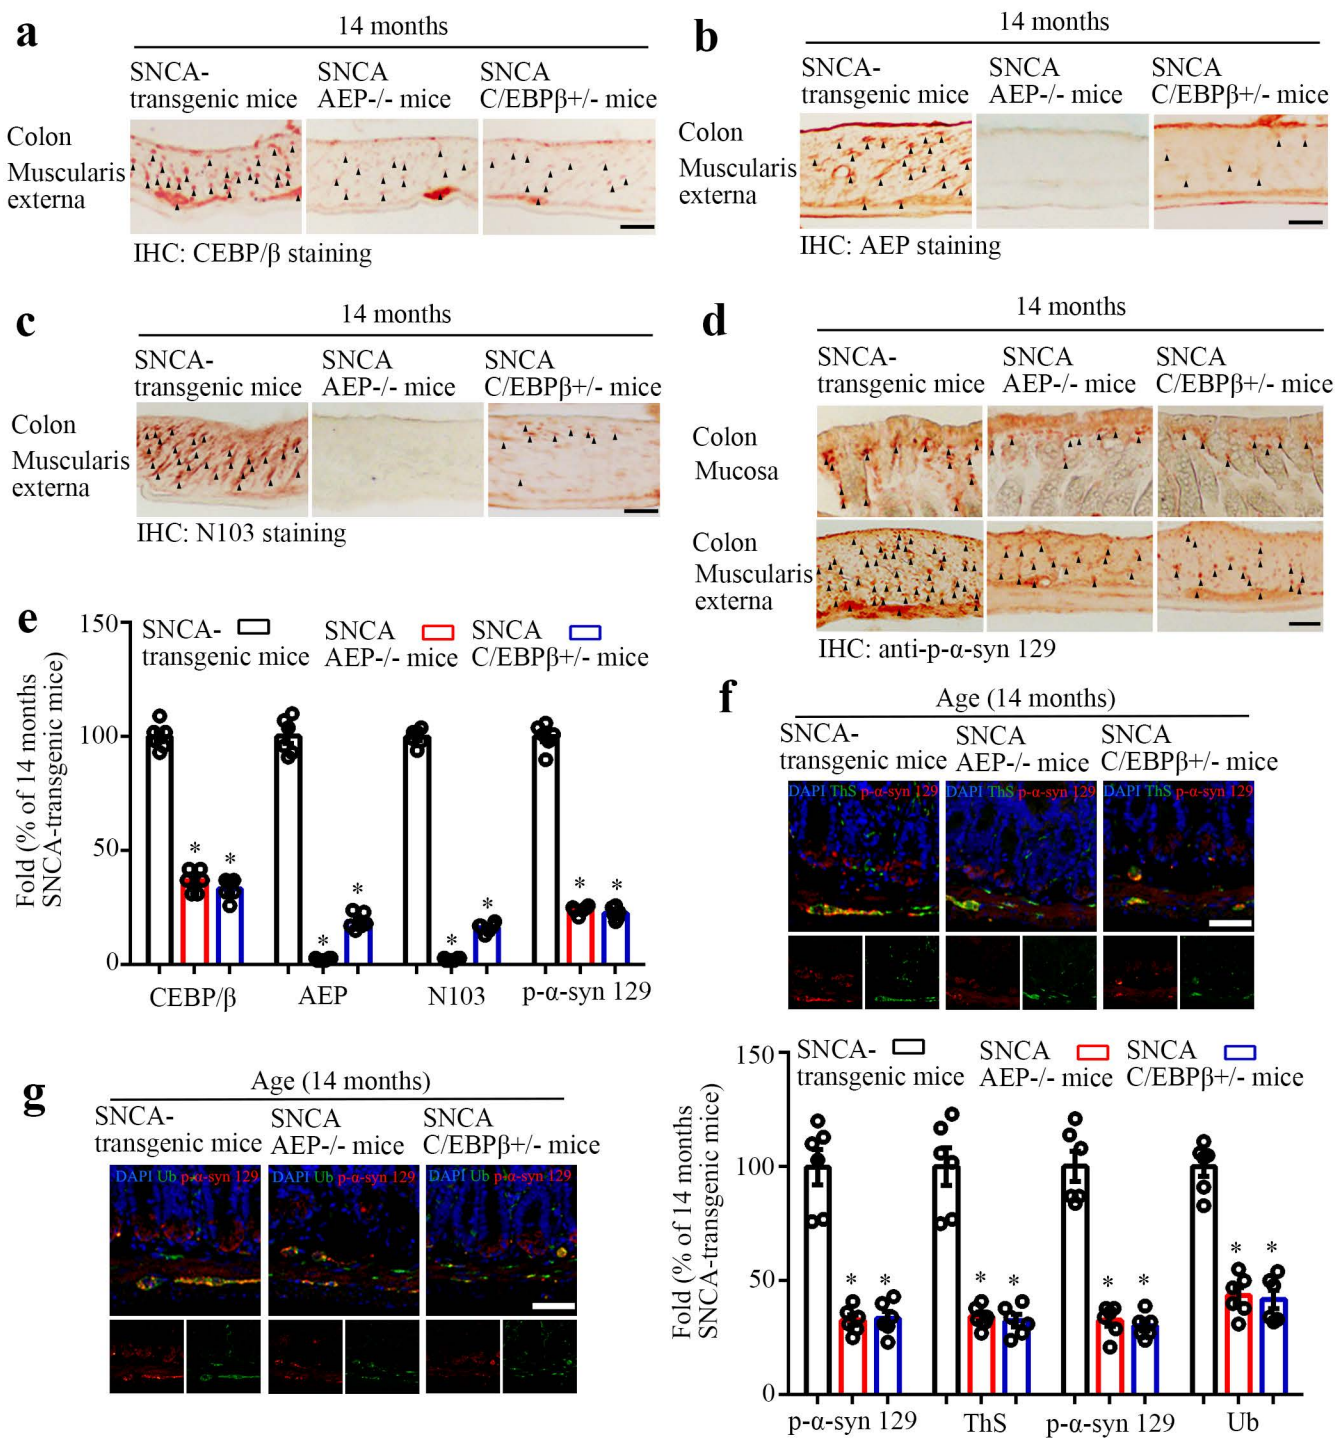 a
14 months
SNCA-
transgenic mice
SNCA
AEP-/- mice
SNCA
C/EBPβ+/- mice
Colon
Muscularis
externa
IHC: CEBP/β staining
b
14 months
SNCA-
transgenic mice
SNCA
AEP-/- mice
SNCA
C/EBPβ+/- mice
Colon
Muscularis
externa
IHC: AEP staining
c
14 months
SNCA-
transgenic mice
SNCA
AEP-/- mice
SNCA
C/EBPβ+/- mice
Colon
Muscularis
externa
IHC: N103 staining
d
14 months
SNCA-
transgenic mice
SNCA
AEP-/- mice
SNCA
C/EBPβ+/- mice
Colon
Mucosa
Colon
Muscularis
externa
IHC: anti-p-α-syn 129
e
Fold (% of 14 months
SNCA-transgenic mice)
150
100
50
0
SNCA-
transgenic mice
SNCA
AEP-/- mice
SNCA
C/EBPβ+/- mice
* * * * * * * *
CEBP/β AEP N103 p-α-syn 129
f
Age (14 months)
SNCA-
transgenic mice
SNCA
AEP-/- mice
SNCA
C/EBPβ+/- mice
DAPI ThS p-α-syn 129
DAPI ThS p-α-syn 129
DAPI ThS p-α-syn 129
g
Age (14 months)
SNCA-
transgenic mice
SNCA
AEP-/- mice
SNCA
C/EBPβ+/- mice
DAPI Ub p-α-syn 129
DAPI Ub p-α-syn 129
DAPI Ub p-α-syn 129
Fold (% of 14 months
SNCA-transgenic mice)
150
100
50
0
SNCA-
transgenic mice
SNCA
AEP-/- mice
SNCA
C/EBPβ+/- mice
* * * * * * * *
p-α-syn 129 ThS p-α-syn 129 Ub